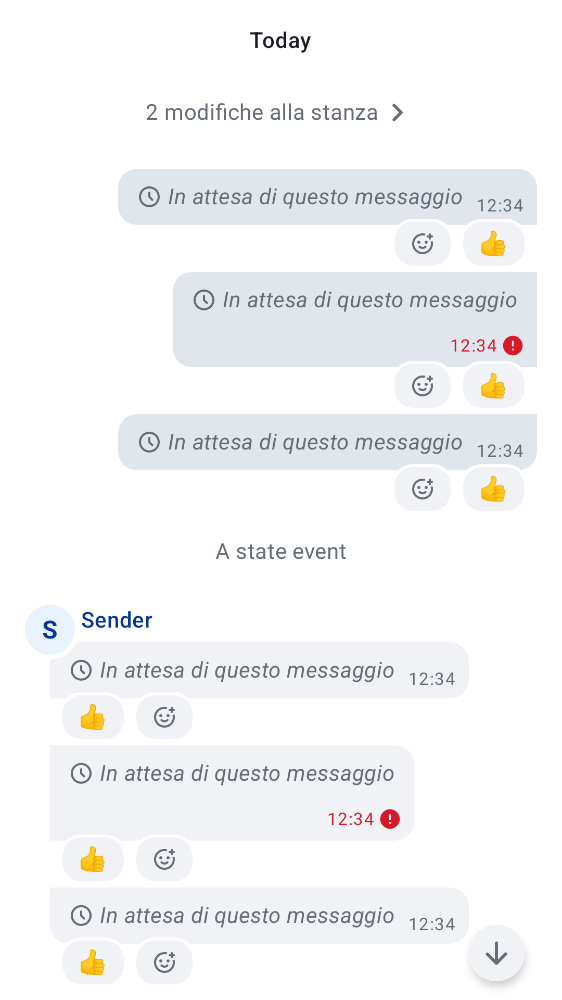 Today
2 modifiche alla stanza
In attesa di questo messaggio 12:34
👍
In attesa di questo messaggio
12:34
👍
In attesa di questo messaggio 12:34
👍
A state event
S Sender
In attesa di questo messaggio 12:34
👍
In attesa di questo messaggio
12:34
👍
In attesa di questo messaggio 12:34
👍